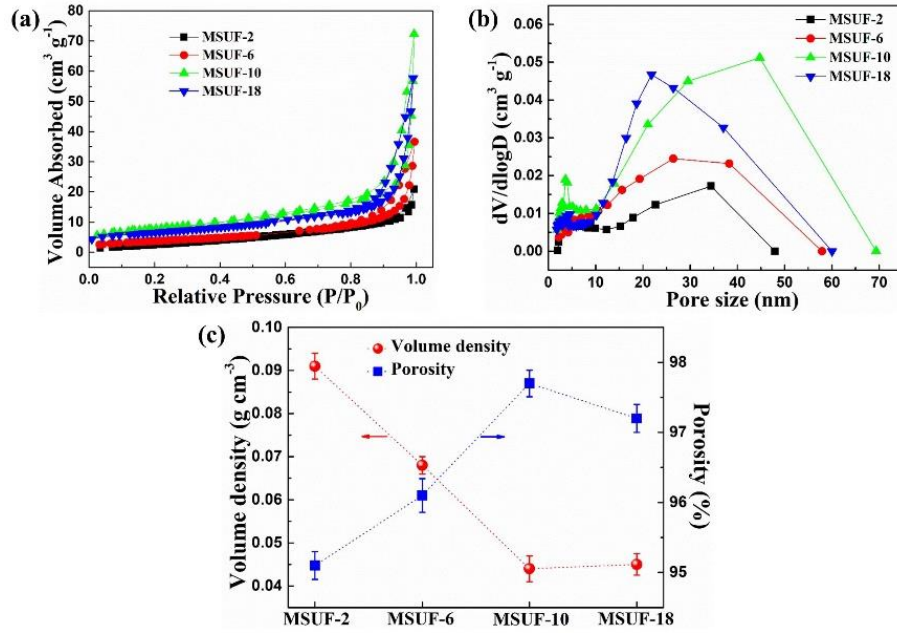 (a)
MSUF-2
MSUF-6
MSUF-10
MSUF-18
Volume Absorbed (cm³ g⁻¹)
80
70
60
50
40
30
20
10
0
0.0 0.2 0.4 0.6 0.8 1.0
Relative Pressure (P/P₀)
(b)
MSUF-2
MSUF-6
MSUF-10
MSUF-18
dV/dlogD (cm³ g⁻¹)
0.06
0.05
0.04
0.03
0.02
0.01
0.00
0 10 20 30 40 50 60 70
Pore size (nm)
(c)
Volume density
Porosity
Volume density (g cm⁻³)
0.10
0.09
0.08
0.07
0.06
0.05
0.04
98
97
96
95
Porosity (%)
MSUF-2 MSUF-6 MSUF-10 MSUF-18